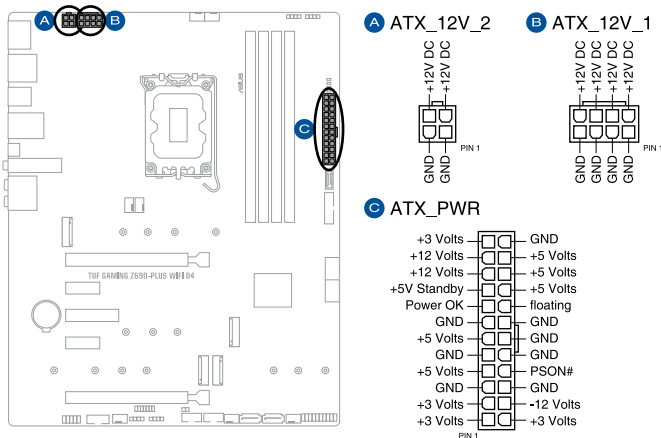 A B
A ATX_12V_2
B ATX_12V_1
+12V DC
+12V DC
+12V DC
+12V DC
+12V DC
+12V DC
PIN 1
PIN 1
GND
GND
GND
GND
GND
GND
/SUS
C
C ATX_PWR
+3 Volts GND
+12 Volts +5 Volts
+12 Volts +5 Volts
+5V Standby +5 Volts
Power OK floating
GND GND
+5 Volts GND
GND GND
+5 Volts PSON#
GND GND
+3 Volts -12 Volts
+3 Volts +3 Volts
PIN 1
TUF GAMING Z690-PLUS WIFI D4